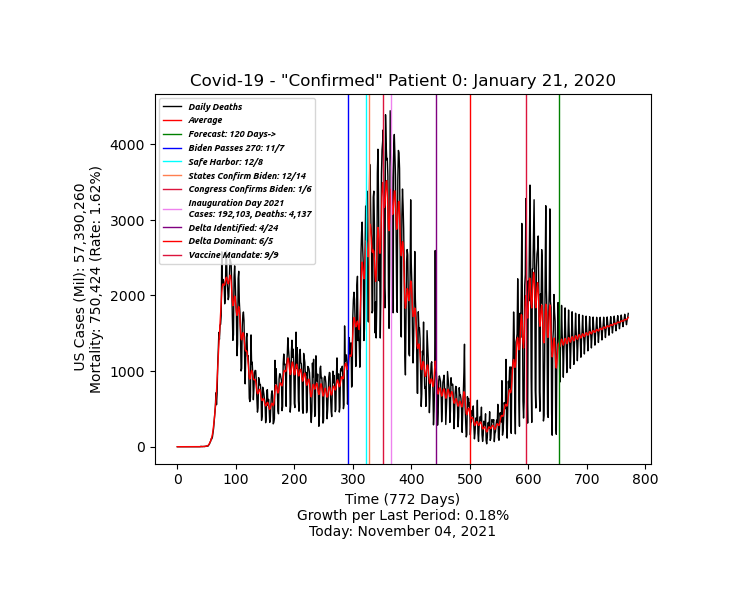 Covid-19 - "Confirmed" Patient 0: January 21, 2020
Daily Deaths
Average
Forecast: 120 Days->
Biden Passes 270: 11/7
Safe Harbor: 12/8
States Confirm Biden: 12/14
Congress Confirms Biden: 1/6
Inauguration Day 2021
Cases: 192,103, Deaths: 4,137
Delta Identified: 4/24
Delta Dominant: 6/5
Vaccine Mandate: 9/9
US Cases (Mil): 57,390,260
Mortality: 750,424 (Rate: 1.62%)
4000
3000
2000
1000
0
0 100 200 300 400 500 600 700 800
Time (772 Days)
Growth per Last Period: 0.18%
Today: November 04, 2021